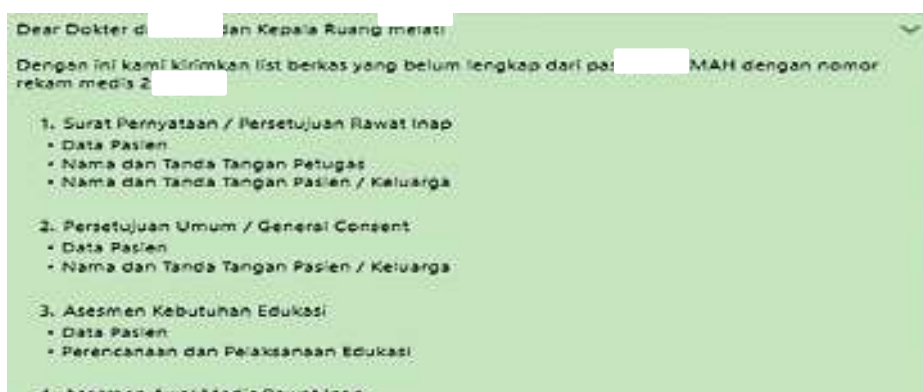 Dear Dokter d dan Kepala Ruang melati
Dengan ini kami kirimkan list berkas yang belum lengkap dari pas MAH dengan nomor
rekam medis 2
1. Surat Pernyataan / Persetujuan Rawat Inap
• Data Pasien
• Nama dan Tanda Tangan Petugas
• Nama dan Tanda Tangan Pasien / Keluarga
2. Persetujuan Umum / General Consent
• Data Pasien
• Nama dan Tanda Tangan Pasien / Keluarga
3. Asesmen Kebutuhan Edukasi
• Data Pasien
• Perencanaan dan Pelaksanaan Edukasi